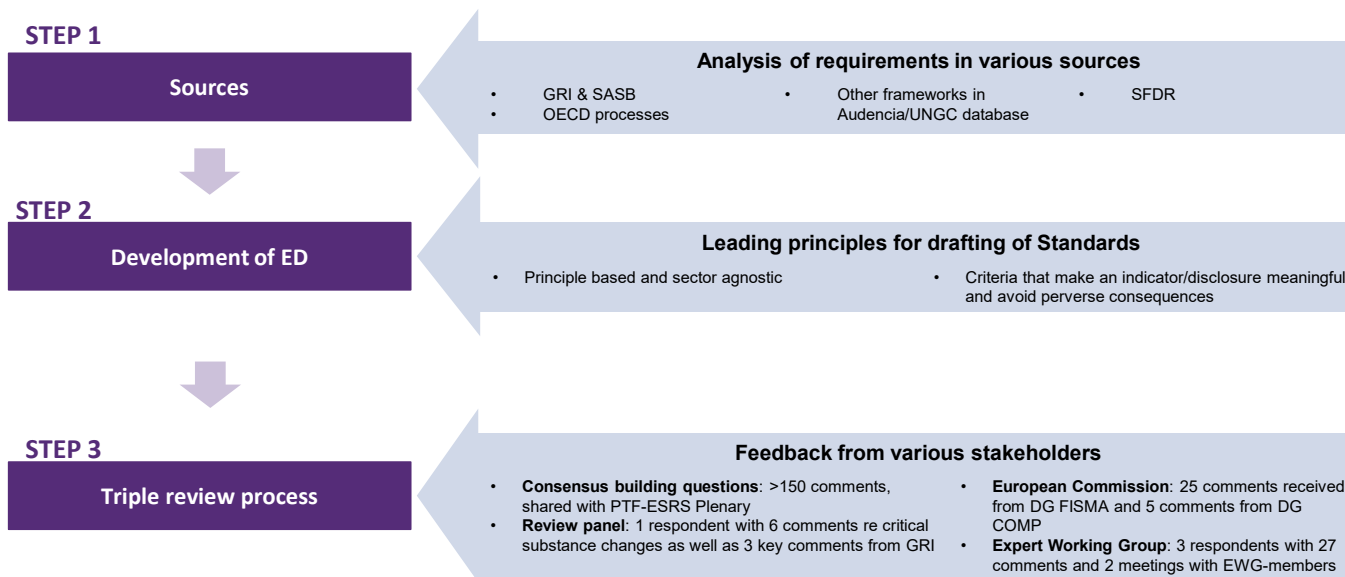 STEP 1
Sources
Analysis of requirements in various sources
• GRI & SASB
• OECD processes
• Other frameworks in
Audencia/UNGC database
• SFDR
STEP 2
Development of ED
Leading principles for drafting of Standards
• Principle based and sector agnostic
• Criteria that make an indicator/disclosure meaningful
and avoid perverse consequences
STEP 3
Triple review process
Feedback from various stakeholders
• Consensus building questions: >150 comments,
shared with PTF-ESRS Plenary
• Review panel: 1 respondent with 6 comments re critical
substance changes as well as 3 key comments from GRI
• European Commission: 25 comments received
from DG FISMA and 5 comments from DG
COMP
• Expert Working Group: 3 respondents with 27
comments and 2 meetings with EWG-members